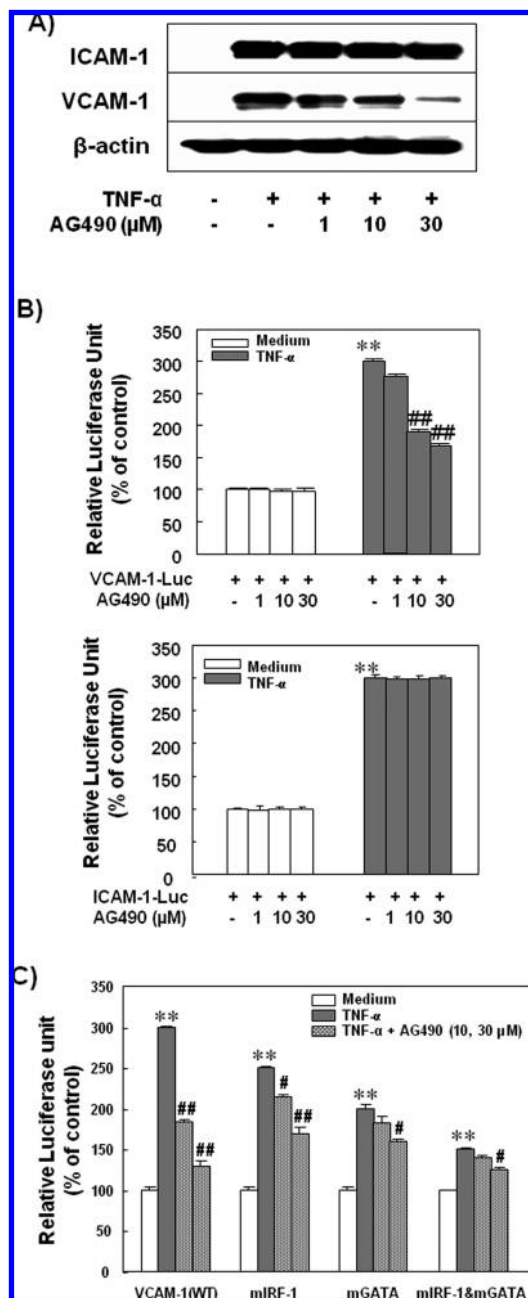 A)
ICAM-1
VCAM-1
β-actin
TNF-α - + + + +
AG490 (µM) - - 1 10 30
B)
Relative Luciferase Unit
(% of control)
350
300
250
200
150
100
50
0
Medium
TNF-α
**
##
##
VCAM-1-Luc + + + + + + + +
AG490 (µM) - 1 10 30 - 1 10 30
Relative Luciferase Unit
(% of control)
350
300
250
200
150
100
50
0
Medium
TNF-α
**
ICAM-1-Luc + + + + + + + +
AG490 (µM) - 1 10 30 - 1 10 30
C)
Relative Luciferase unit
(% of control)
350
300
250
200
150
100
50
0
Medium
TNF-α
TNF-α + AG490 (10, 30 µM)
**
##
##
**
#
##
**
#
**
#
VCAM-1(WT) mIRF-1 mGATA mIRF-1&mGATA